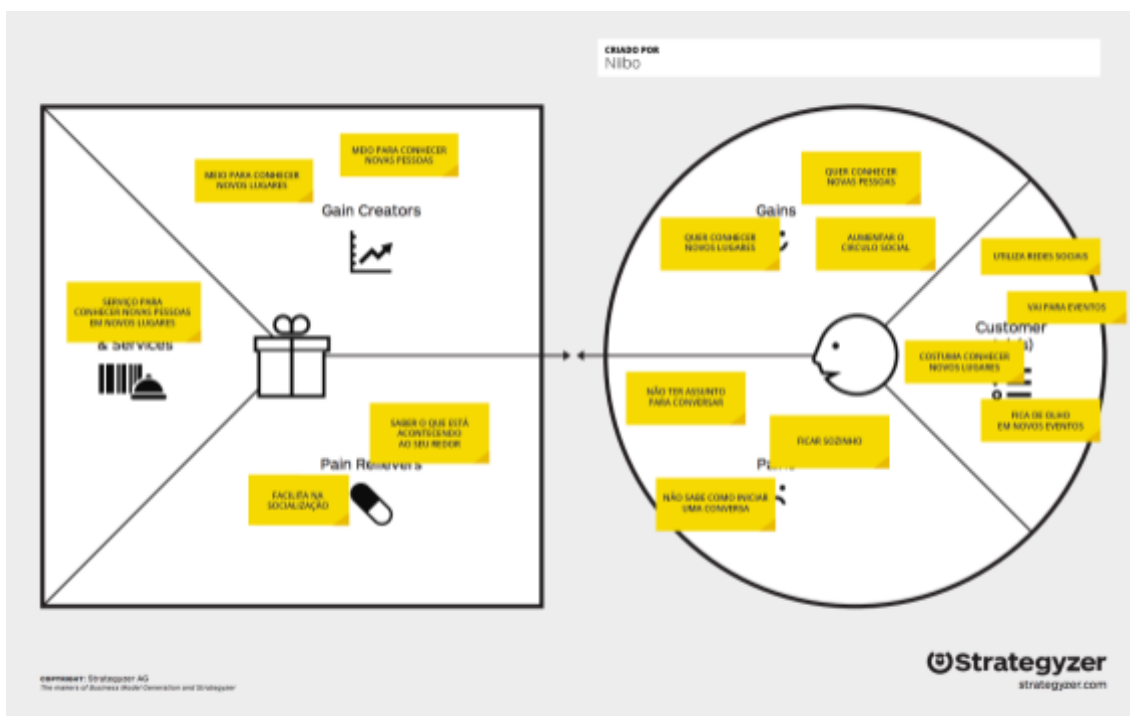 CRIADO POR
Niibo
MEIO PARA CONHECER
NOVOS LUGARES
MEIO PARA CONHECER
NOVAS PESSOAS
Gain Creators
SERVIÇO PARA
CONHECER NOVAS PESSOAS
EM NOVOS LUGARES
& Services
SABER O QUE ESTÁ
ACONTECENDO
AO SEU REDOR
Pain Relievers
FACILITA NA
SOCIALIZAÇÃO
QUER CONHECER
NOVAS PESSOAS
Gains
QUER CONHECER
NOVOS LUGARES
AUMENTAR O
CÍRCULO SOCIAL
UTILIZA REDES SOCIAIS
VAI PARA EVENTOS
Customer
COSTUMA CONHECER
NOVOS LUGARES
FICA DE OLHO
EM NOVOS EVENTOS
NÃO TER ASSUNTO
PARA CONVERSAR
FICAR SOZINHO
NÃO SABE COMO INICIAR
UMA CONVERSA
COPYRIGHT: Strategyzer AG
The makers of Business Model Generation and Strategyzer
Strategyzer
strategyzer.com